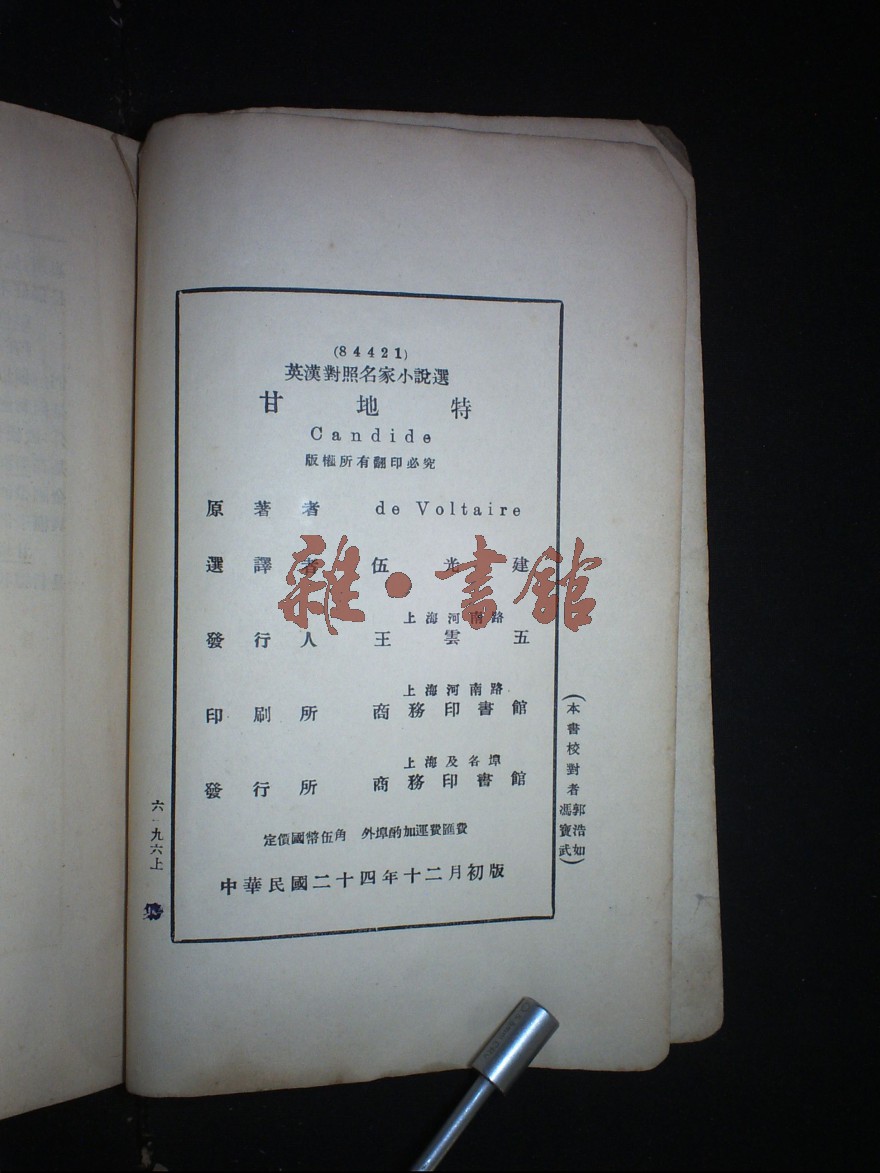 (84421)
英漢對照名家小說選
甘地特
Candide
版權所有翻印必究
原著者 de Voltaire
選譯者 伍光建
上海河南路
發行人 王雲五
上海河南路
印刷所 商務印書館
上海及各埠
發行所 商務印書館
定價國幣伍角 外埠酌加運費匯費
中華民國二十四年十二月初版
(本書校對者 郭浩如 馮寶武)
六一九六上
雜·書館